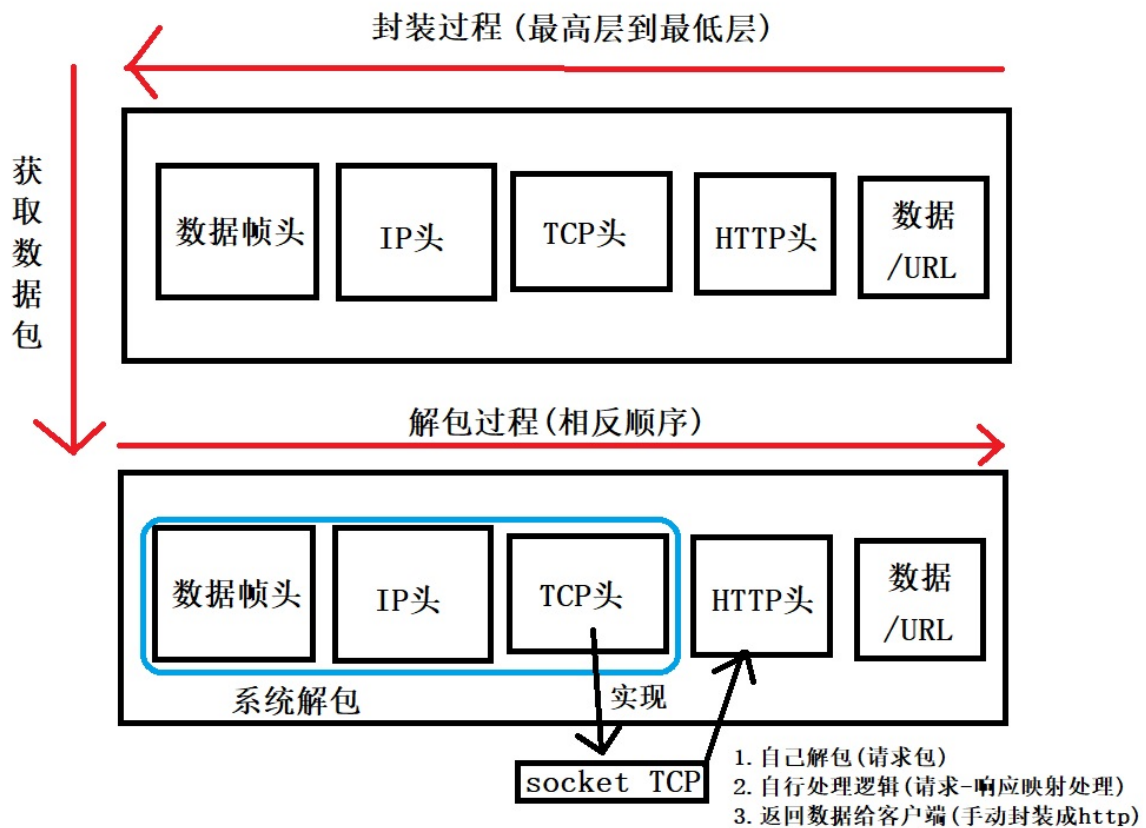 封装过程(最高层到最低层)
获取数据包
数据帧头
IP头
TCP头
HTTP头
数据
/URL
解包过程(相反顺序)
数据帧头
IP头
TCP头
HTTP头
数据
/URL
系统解包
实现
socket TCP
1. 自己解包(请求包)
2. 自行处理逻辑(请求-响应映射处理)
3. 返回数据给客户端(手动封装成http)